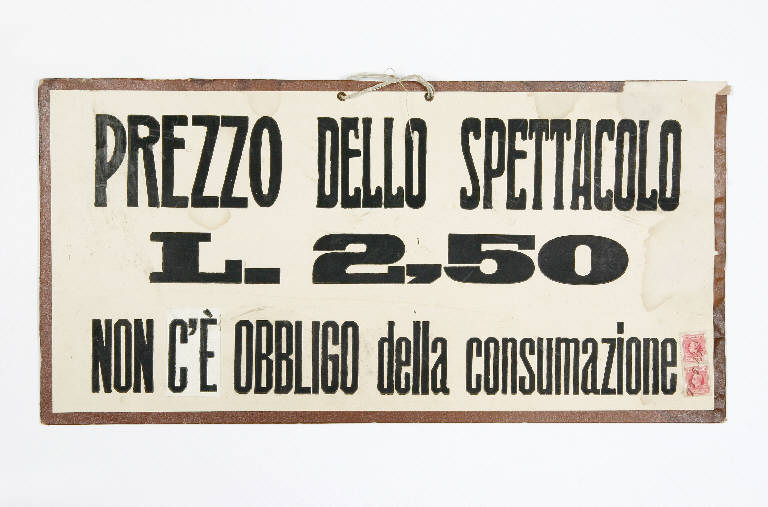 PREZZO DELLO SPETTACOLO
L. 2,50
NON C'È OBBLIGO della consumazione